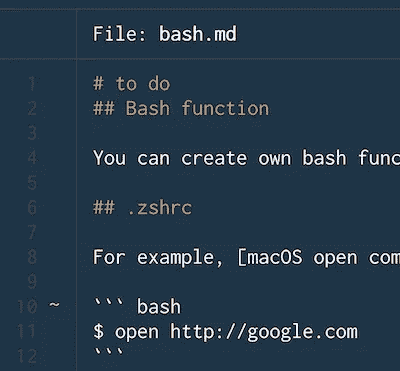 File: bash.md
1 # to do
2 ## Bash function
3
4 You can create own bash func
5
6 ## .zshrc
7
8 For example, [macOS open com
9
10 ~ ``` bash
11 $ open http://google.com
12 ```